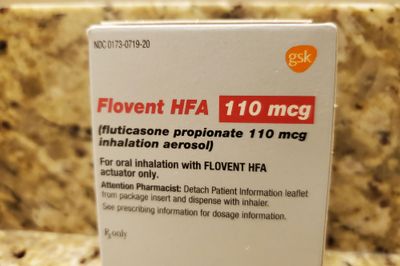 NDC 0173-0719-20
gsk
Flovent HFA 110 mcg
(fluticasone propionate 110 mcg
inhalation aerosol)
For oral inhalation with FLOVENT HFA
actuator only.
Attention Pharmacist: Detach Patient Information leaflet
from package insert and dispense with inhaler.
See prescribing information for dosage information.
℞ only